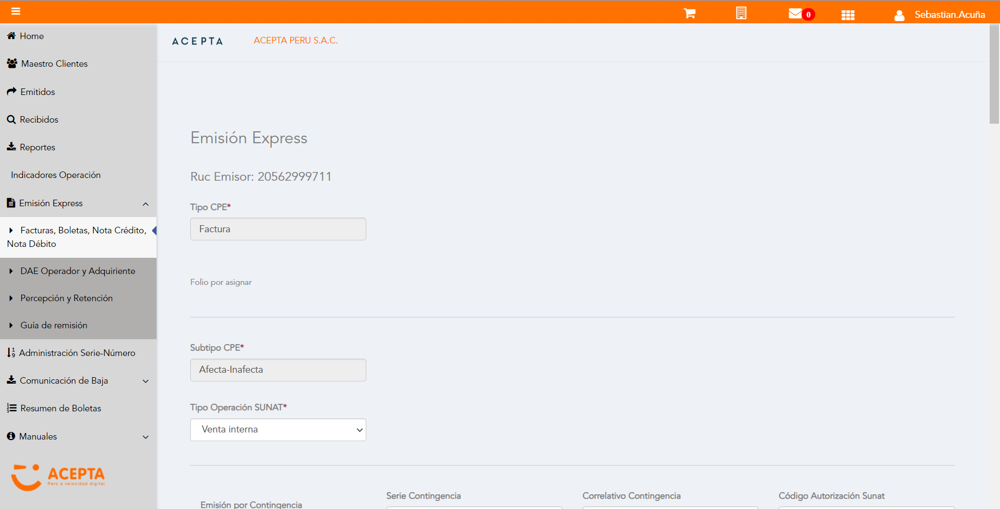 0
Sebastian.Acuña
Home
Maestro Clientes
Emitidos
Recibidos
Reportes
Indicadores Operación
Emisión Express
Facturas, Boletas, Nota Crédito,
Nota Débito
DAE Operador y Adquiriente
Percepción y Retención
Guía de remisión
Administración Serie-Número
Comunicación de Baja
Resumen de Boletas
Manuales
ACEPTA
Perú a velocidad digital
ACEPTA
ACEPTA PERU S.A.C.
Emisión Express
Ruc Emisor: 20562999711
Tipo CPE*
Factura
Folio por asignar
Subtipo CPE*
Afecta-Inafecta
Tipo Operación SUNAT*
Venta interna
Emisión por Contingencia
Serie Contingencia
Correlativo Contingencia
Código Autorización Sunat